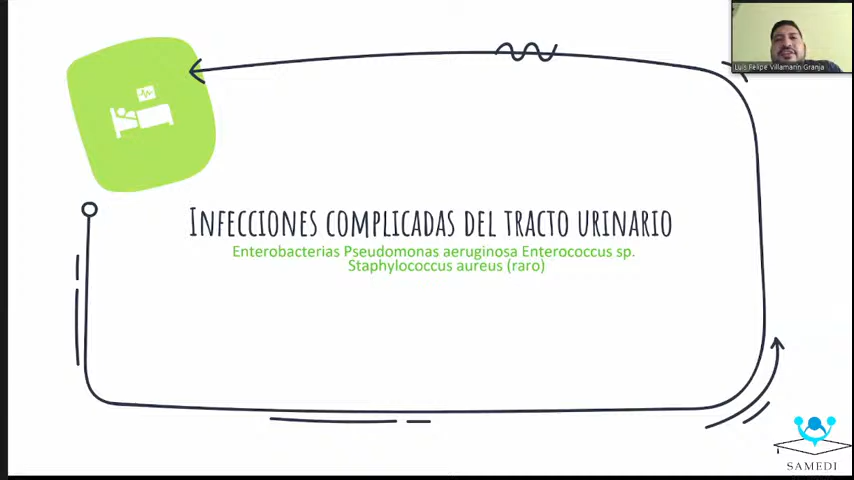 Luis Felipe Villamarin Granja
INFECCIONES COMPLICADAS DEL TRACTO URINARIO
Enterobacterias Pseudomonas aeruginosa Enterococcus sp.
Staphylococcus aureus (raro)
SAMEDI